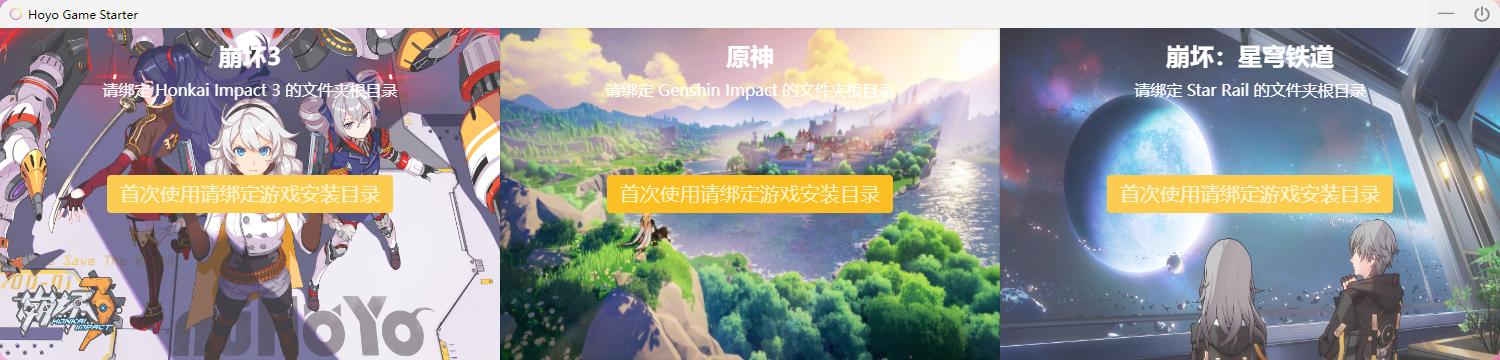 Hoyo Game Starter
崩坏3
请绑定 Honkai Impact 3 的文件夹根目录
首次使用请绑定游戏安装目录
Save The World
崩坏3
HONKAI IMPACT
miHoYo
原神
请绑定 Genshin Impact 的文件夹根目录
首次使用请绑定游戏安装目录
崩坏：星穹铁道
请绑定 Star Rail 的文件夹根目录
首次使用请绑定游戏安装目录